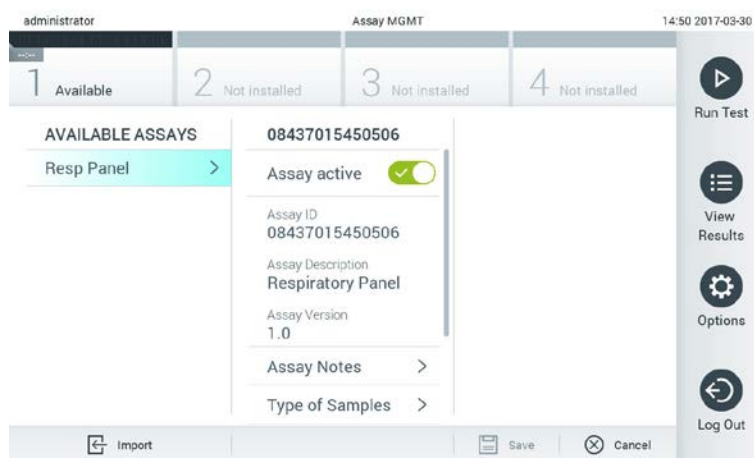 administrator Assay MGMT 14:50 2017-03-30
--:--
1 Available 2 Not installed 3 Not installed 4 Not installed
Run Test
AVAILABLE ASSAYS
Resp Panel
08437015450506
Assay active
Assay ID
08437015450506
Assay Description
Respiratory Panel
Assay Version
1.0
Assay Notes
Type of Samples
View
Results
Options
Log Out
Import Save Cancel